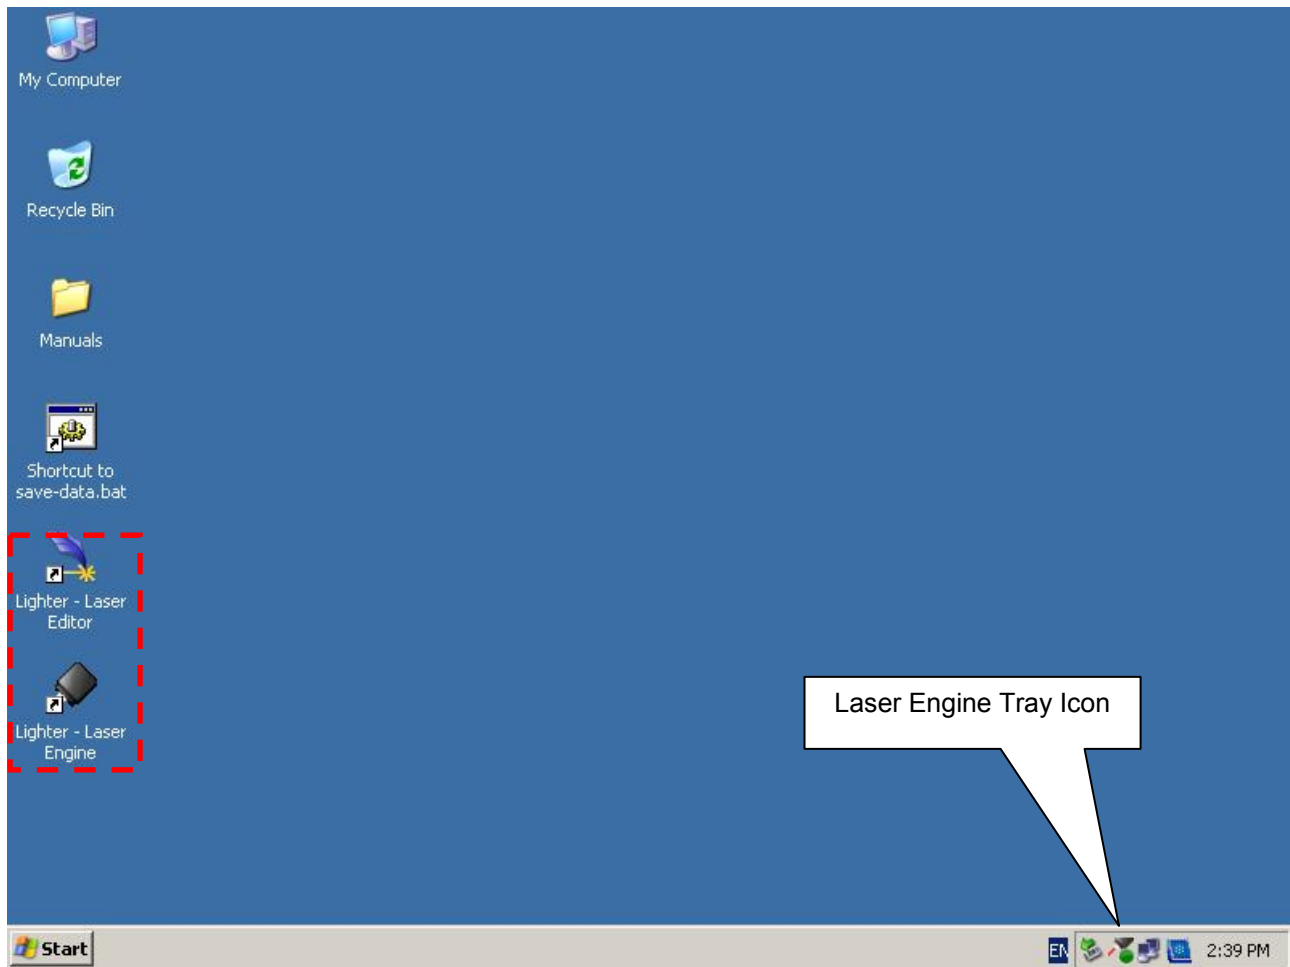 My Computer
Recycle Bin
Manuals
Shortcut to
save-data.bat
Lighter - Laser
Editor
Lighter - Laser
Engine
Laser Engine Tray Icon
Start
EN
2:39 PM